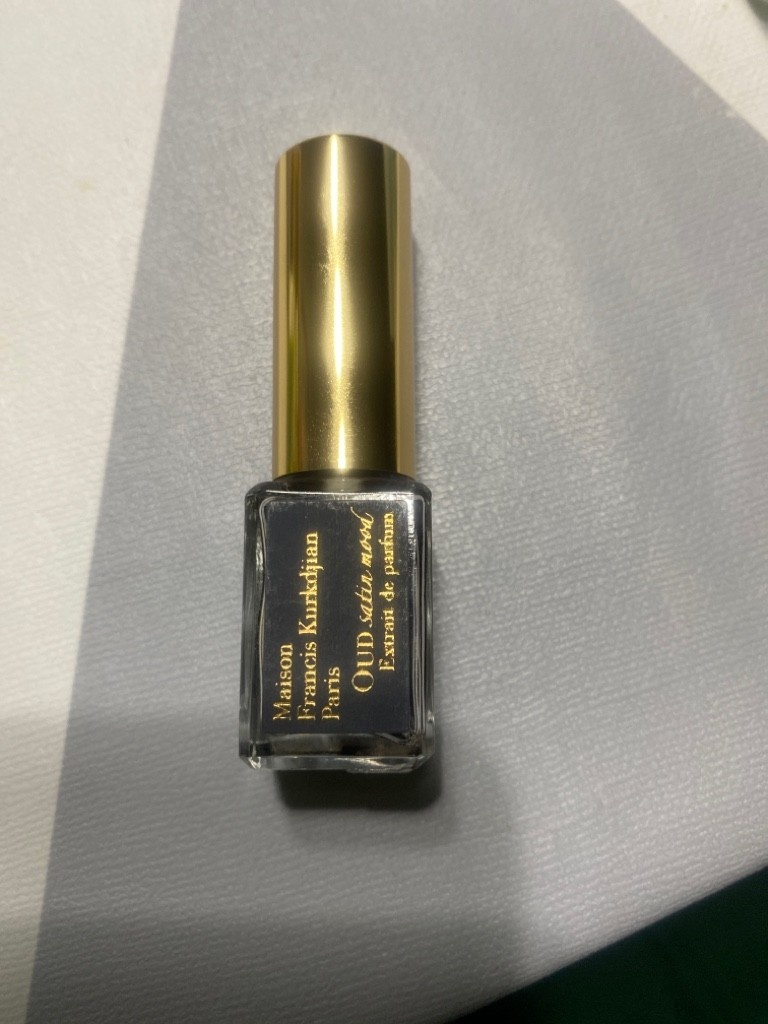 Maison
Francis Kurkdjian
Paris
OUD satin mood
Extrait de parfum